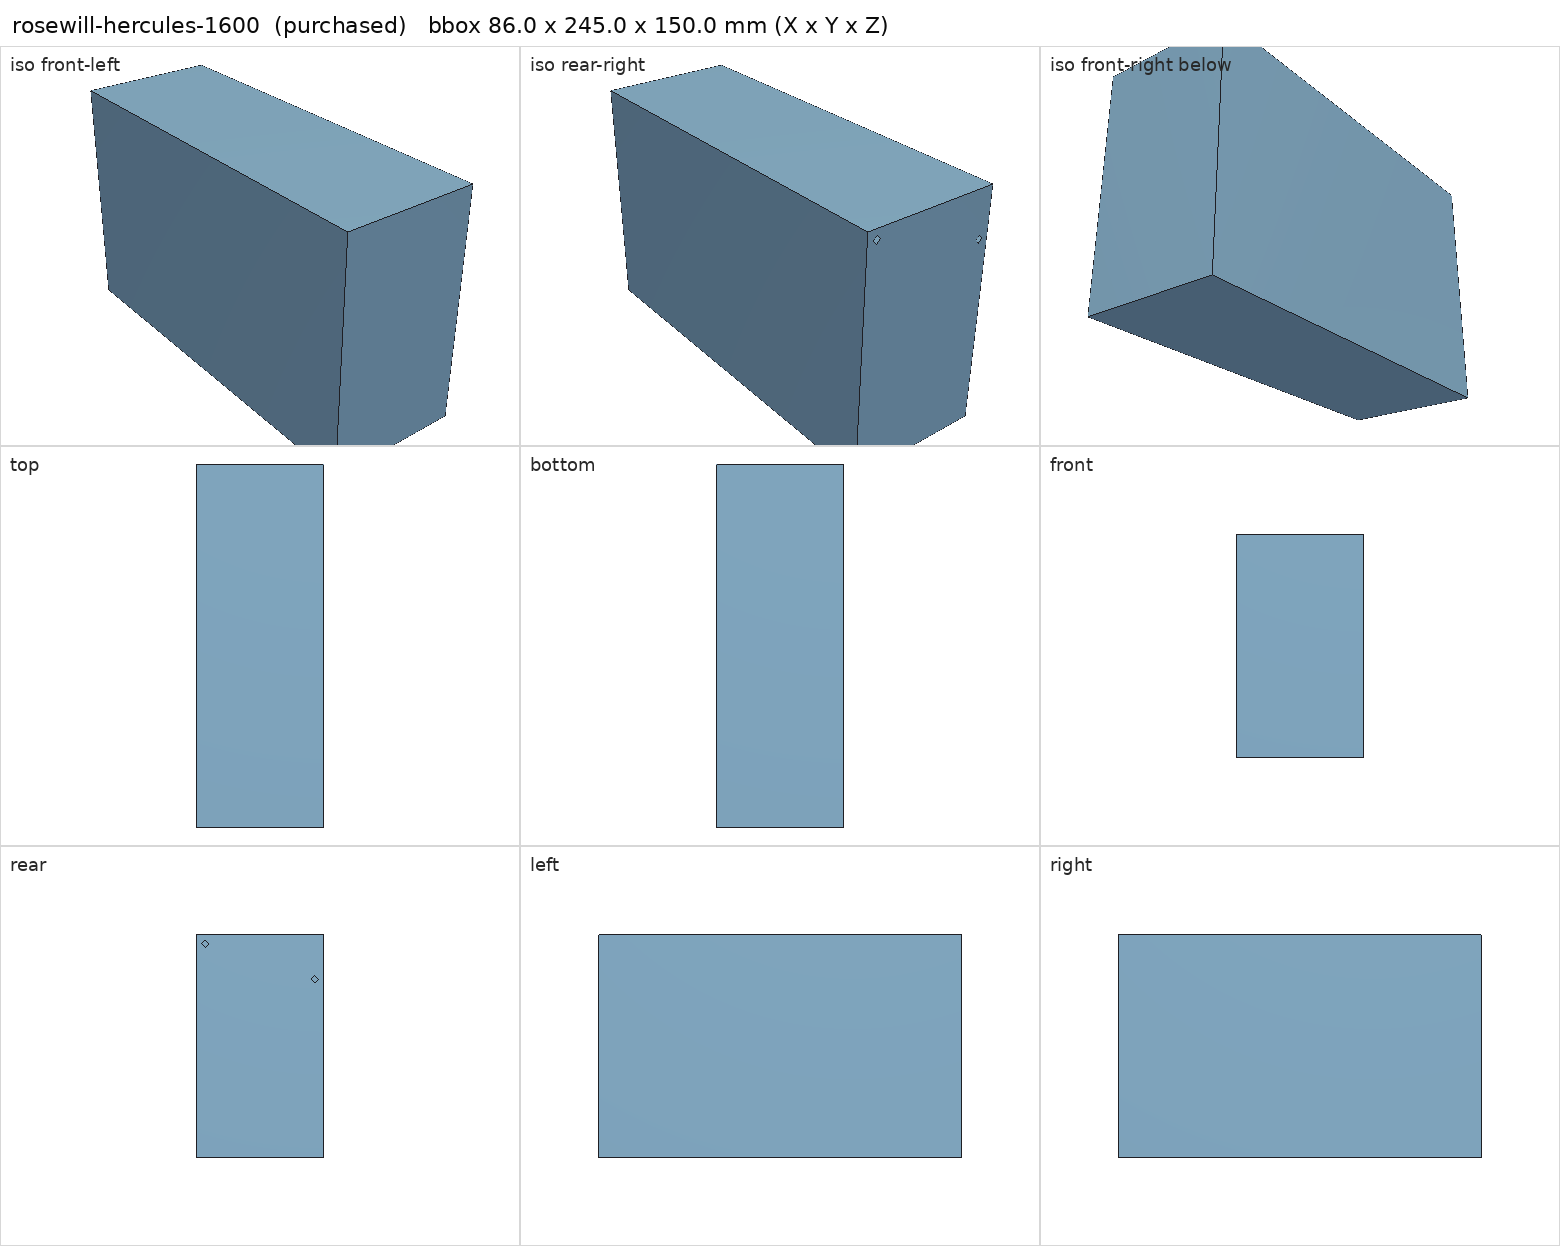 rosewill-hercules-1600 (purchased) bbox 86.0 x 245.0 x 150.0 mm (X x Y x Z)
iso front-left
iso rear-right
iso front-right below
top
bottom
front
rear
left
right